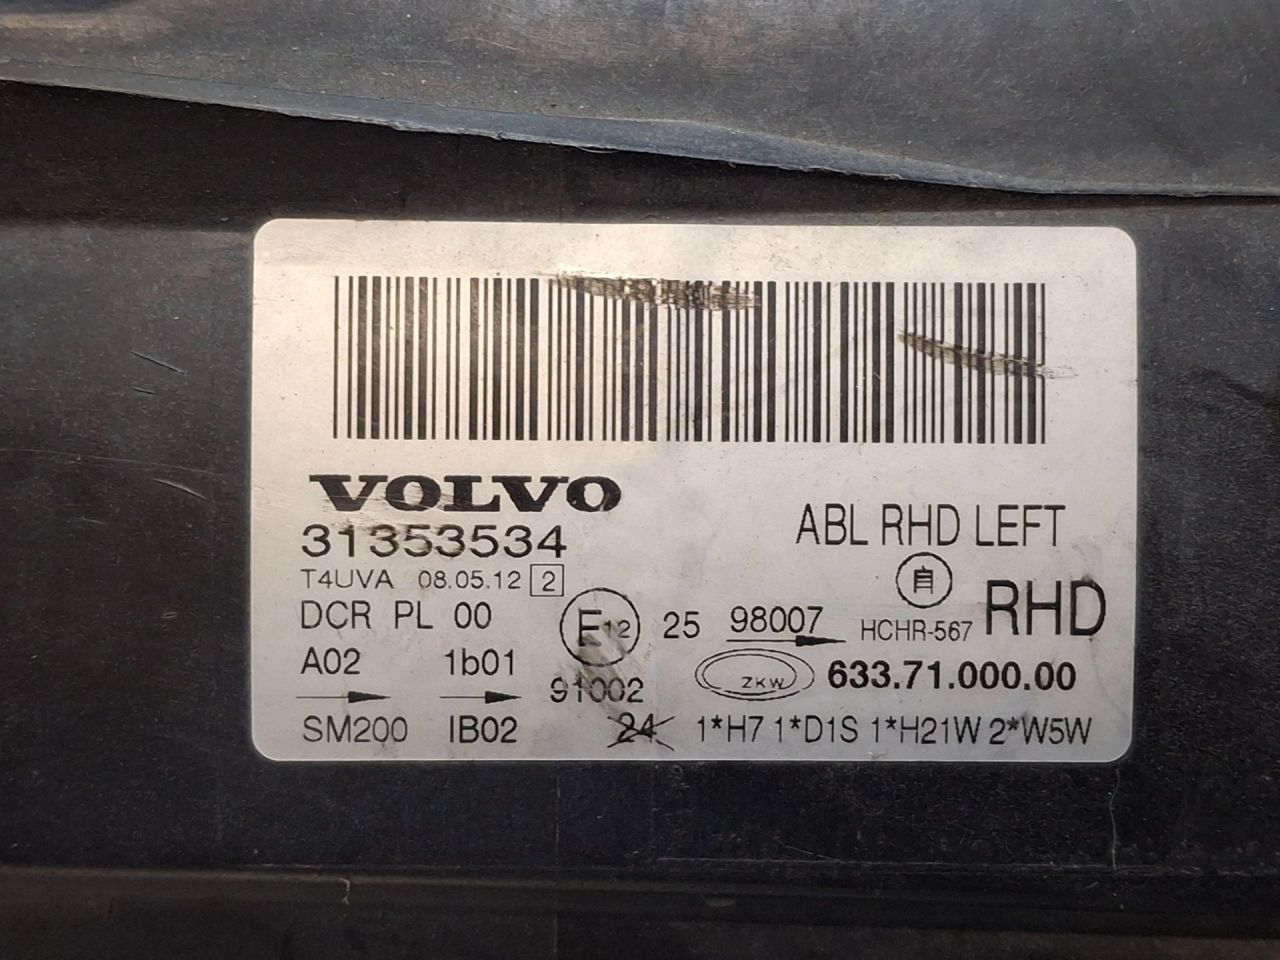 VOLVO
31353534
ABL RHD LEFT
T4UVA 08.05.12 2
自
RHD
DCR PL 00
E12
25 98007
HCHR-567
A02 1b01
91002
ZKW
633.71.000.00
SM200 IB02
24
1*H7 1*D1S 1*H21W 2*W5W